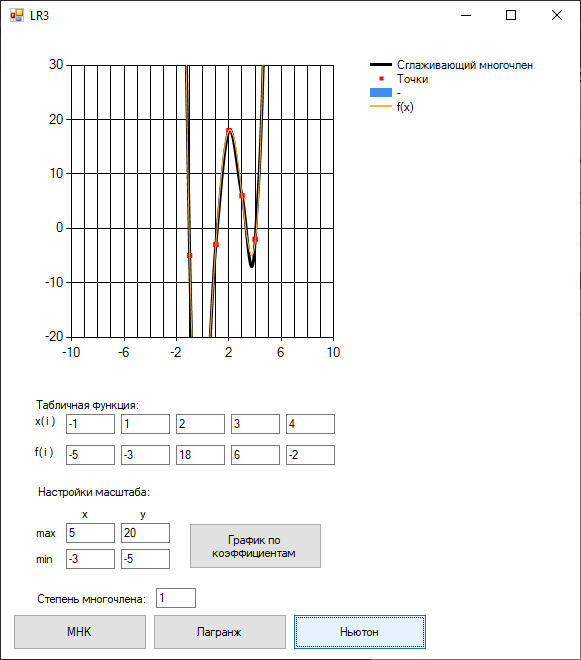 LR3
Сглаживающий многочлен
Точки
-
f(x)
30
20
10
0
-10
-20
-10 -6 -2 2 6 10
Табличная функция:
x(i) -1 1 2 3 4
f(i) -5 -3 18 6 -2
Настройки масштаба:
x y
max 5 20
min -3 -5
График по
коэффициентам
Степень многочлена: 1
МНК Лагранж Ньютон